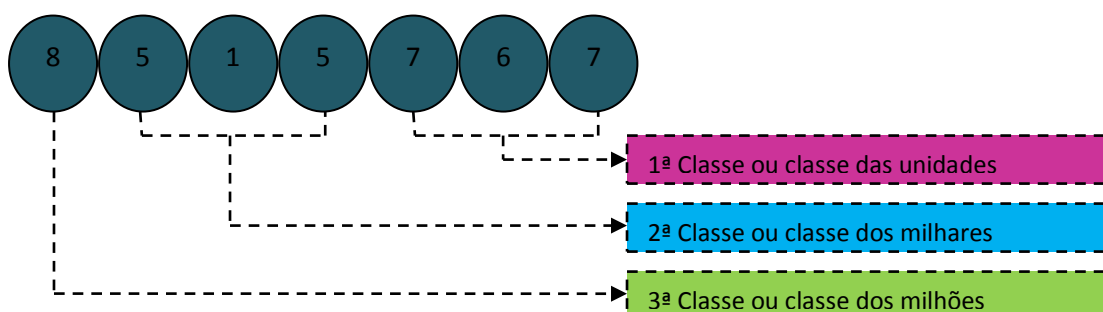 8 5 1 5 7 6 7
1ª Classe ou classe das unidades
2ª Classe ou classe dos milhares
3ª Classe ou classe dos milhões